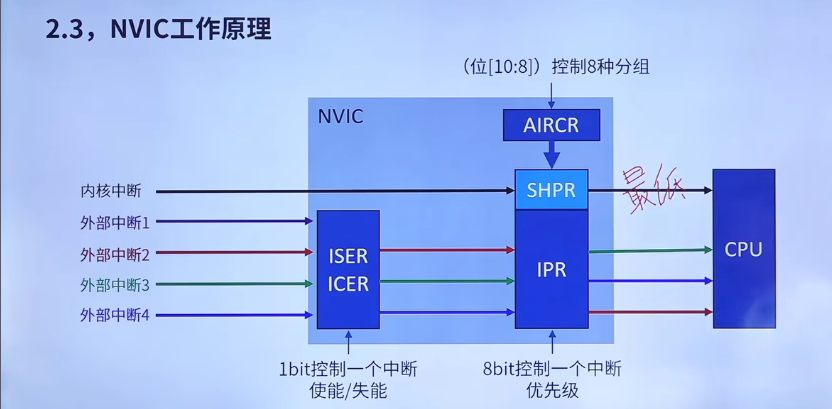 2.3，NVIC工作原理
（位[10:8]）控制8种分组
NVIC
AIRCR
内核中断
SHPR
最低
外部中断1
外部中断2
外部中断3
外部中断4
ISER
ICER
IPR
CPU
1bit控制一个中断
使能/失能
8bit控制一个中断
优先级